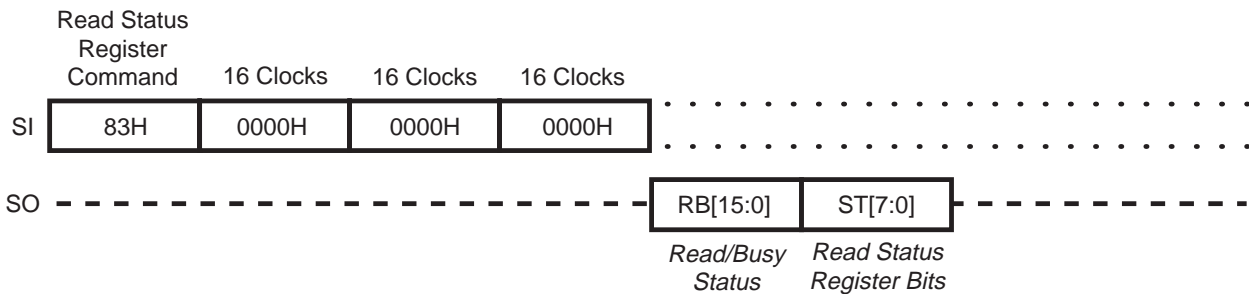 Read Status
Register
Command 16 Clocks 16 Clocks 16 Clocks
SI 83H 0000H 0000H 0000H
SO RB[15:0] ST[7:0]
Read/Busy Read Status
Status Register Bits